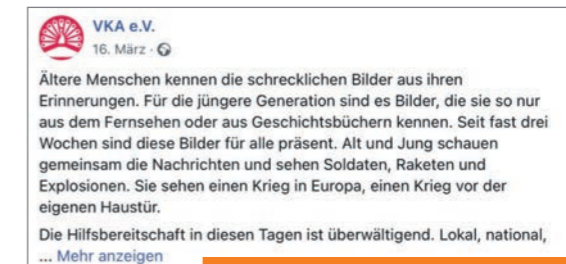 VKA e.V.
16. März ·
Ältere Menschen kennen die schrecklichen Bilder aus ihren
Erinnerungen. Für die jüngere Generation sind es Bilder, die sie so nur
aus dem Fernsehen oder aus Geschichtsbüchern kennen. Seit fast drei
Wochen sind diese Bilder für alle präsent. Alt und Jung schauen
gemeinsam die Nachrichten und sehen Soldaten, Raketen und
Explosionen. Sie sehen einen Krieg in Europa, einen Krieg vor der
eigenen Haustür.
Die Hilfsbereitschaft in diesen Tagen ist überwältigend. Lokal, national,
... Mehr anzeigen